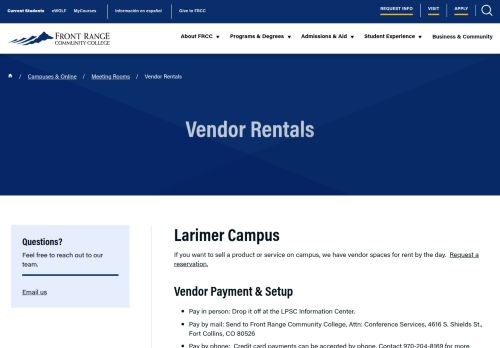 Current Students
eWOLF
MyCourses
Información en español
Give to FRCC
REQUEST INFO
VISIT
APPLY
FRONT RANGE
COMMUNITY COLLEGE
About FRCC
Programs & Degrees
Admissions & Aid
Student Experience
Business & Community
/ Campuses & Online / Meeting Rooms / Vendor Rentals
Vendor Rentals
Questions?
Feel free to reach out to our
team.
Email us
Larimer Campus
If you want to sell a product or service on campus, we have vendor spaces for rent by the day. Request a
reservation.
Vendor Payment & Setup
• Pay in person: Drop it off at the LPSC Information Center.
• Pay by mail: Send to Front Range Community College, Attn: Conference Services, 4616 S. Shields St.,
Fort Collins, CO 80526
• Pay by phone: Credit card payments can be accepted by phone. Contact 970-204-8169 for more